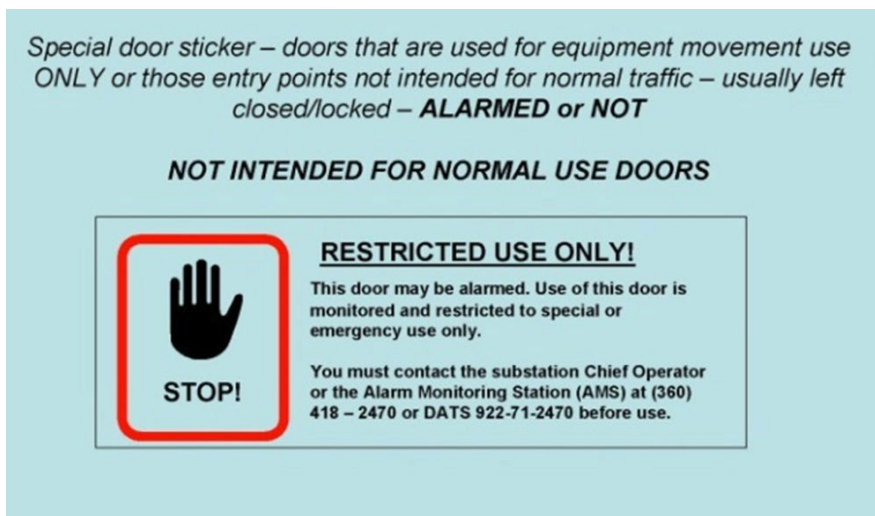 Special door sticker – doors that are used for equipment movement use
ONLY or those entry points not intended for normal traffic – usually left
closed/locked – ALARMED or NOT
NOT INTENDED FOR NORMAL USE DOORS
STOP!
RESTRICTED USE ONLY!
This door may be alarmed. Use of this door is
monitored and restricted to special or
emergency use only.
You must contact the substation Chief Operator
or the Alarm Monitoring Station (AMS) at (360)
418 – 2470 or DATS 922-71-2470 before use.